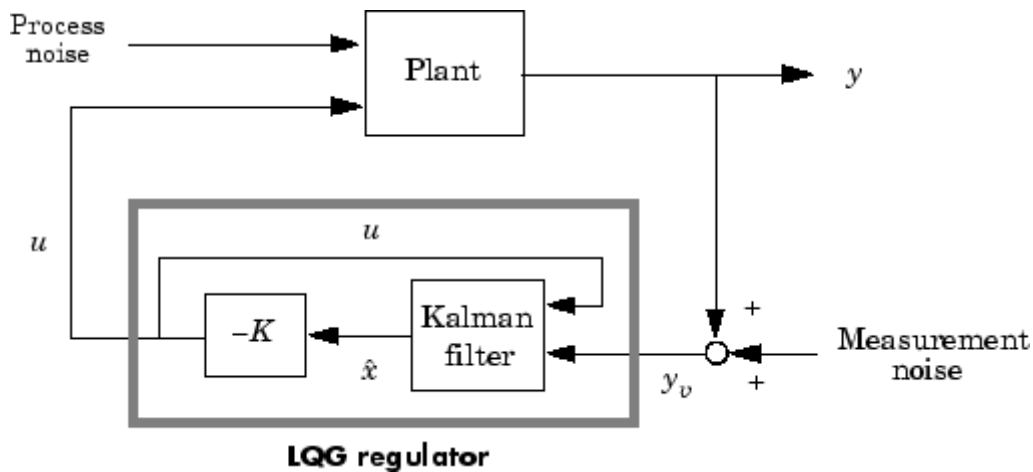 Process
noise
Plant
y
u
u
−K
x̂
Kalman
filter
y_v
+
+
Measurement
noise
LQG regulator